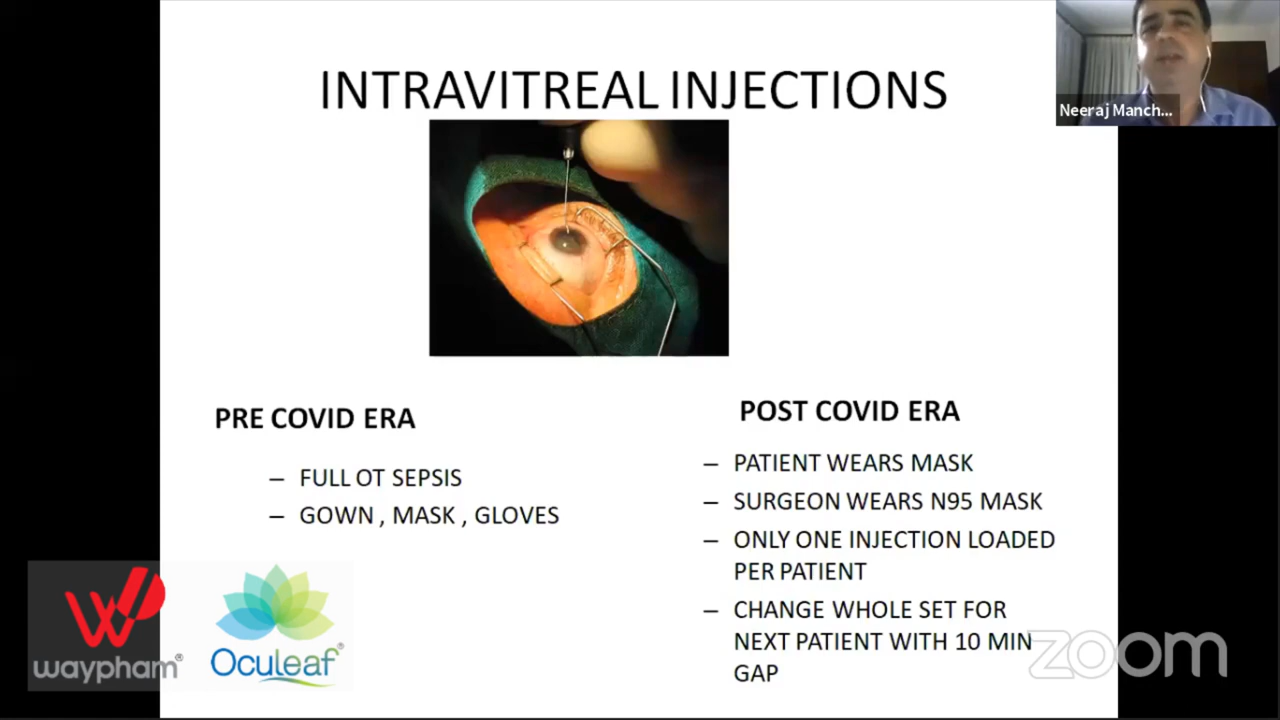 INTRAVITREAL INJECTIONS
Neeraj Manch...
PRE COVID ERA
– FULL OT SEPSIS
– GOWN , MASK , GLOVES
POST COVID ERA
– PATIENT WEARS MASK
– SURGEON WEARS N95 MASK
– ONLY ONE INJECTION LOADED
PER PATIENT
– CHANGE WHOLE SET FOR
NEXT PATIENT WITH 10 MIN
GAP
waypham®
Oculeaf®
zoom